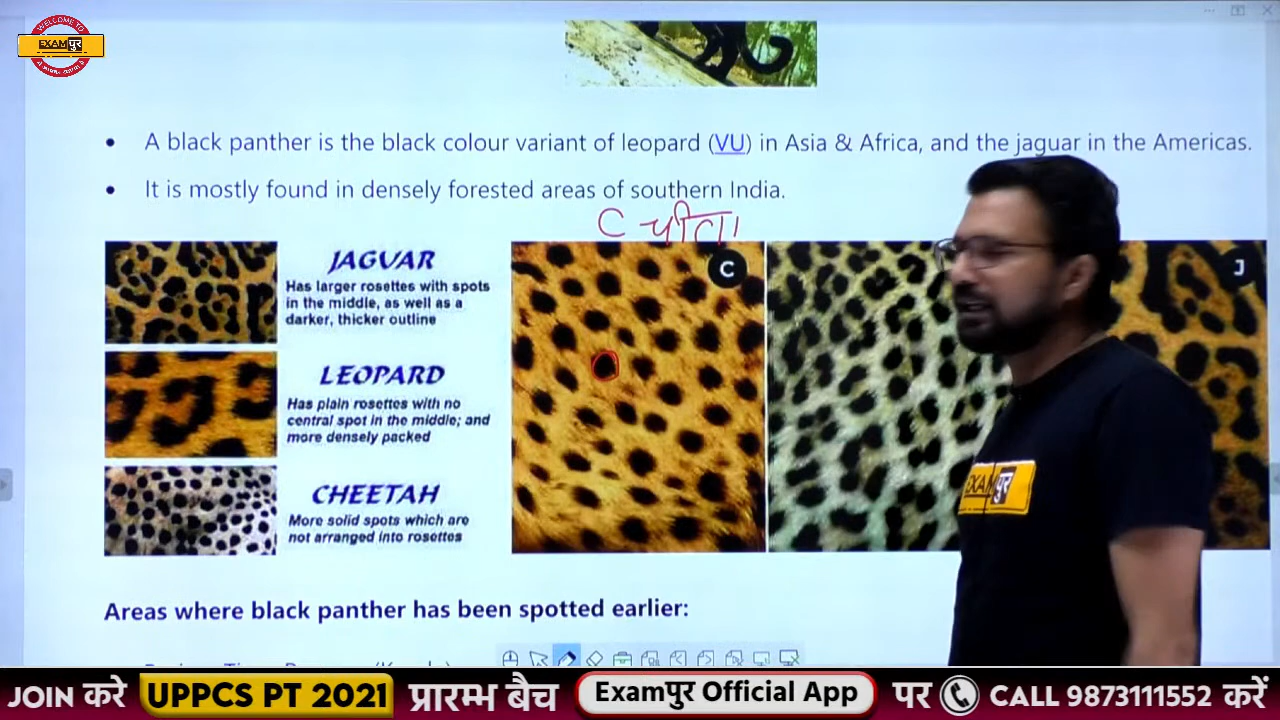 WELCOME TO
EXAMपुर
A black panther is the black colour variant of leopard (VU) in Asia & Africa, and the jaguar in the Americas.
It is mostly found in densely forested areas of southern India.
C चीता
JAGUAR
Has larger rosettes with spots
in the middle, as well as a
darker, thicker outline
LEOPARD
Has plain rosettes with no
central spot in the middle; and
more densely packed
CHEETAH
More solid spots which are
not arranged into rosettes
C
J
EXAMपुर
Areas where black panther has been spotted earlier:
JOIN करे UPPCS PT 2021 प्रारम्भ बैच Examपुर Official App पर CALL 9873111552 करें